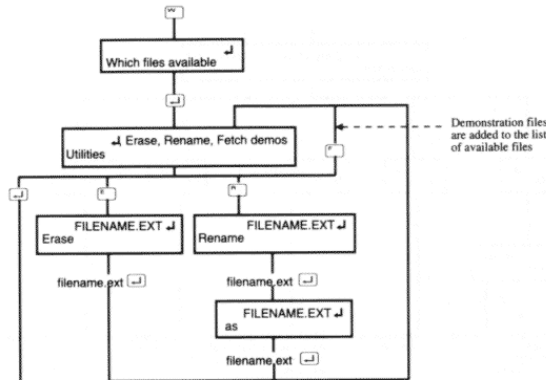 W
↵
Which files available
↵
↵, Erase, Rename, Fetch demos
Utilities
Demonstration files
are added to the list
of available files
F
↵
E
R
FILENAME.EXT ↵
Erase
FILENAME.EXT ↵
Rename
filename.ext ↵
filename.ext ↵
FILENAME.EXT ↵
as
filename.ext ↵